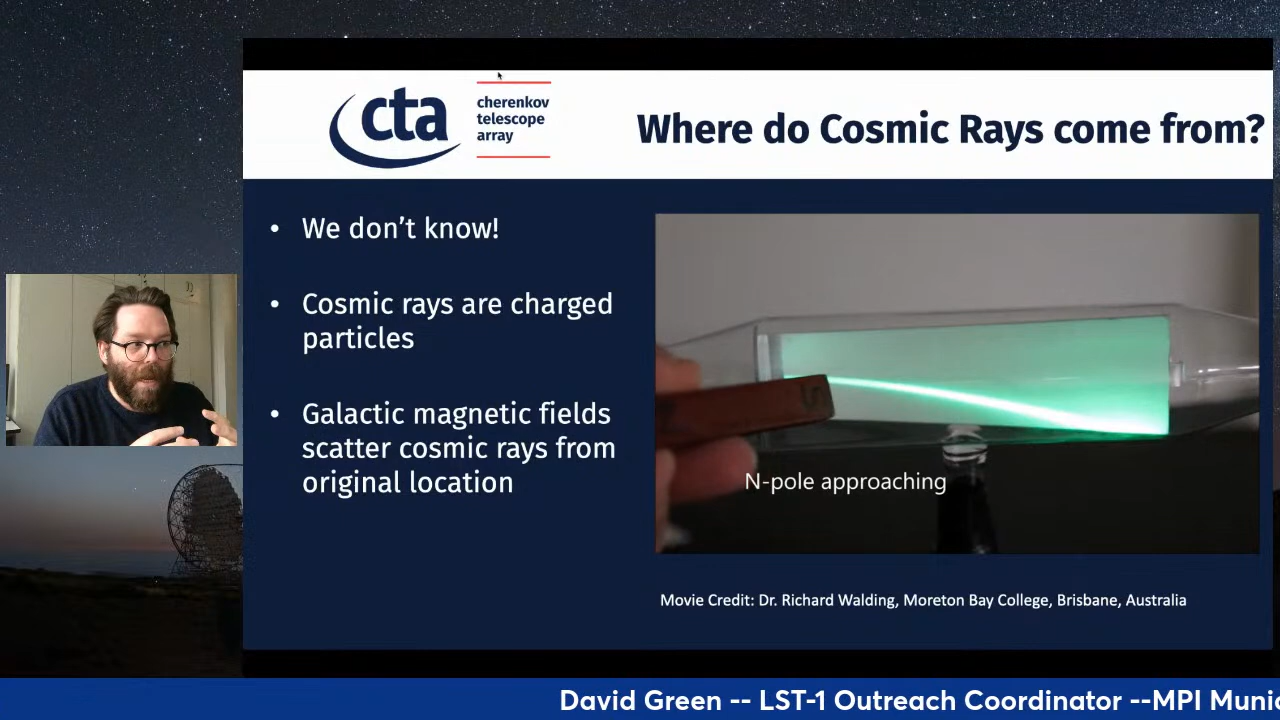 cta
cherenkov
telescope
array
Where do Cosmic Rays come from?
• We don't know!
• Cosmic rays are charged
particles
• Galactic magnetic fields
scatter cosmic rays from
original location
N-pole approaching
Movie Credit: Dr. Richard Walding, Moreton Bay College, Brisbane, Australia
David Green -- LST-1 Outreach Coordinator --MPI Munic